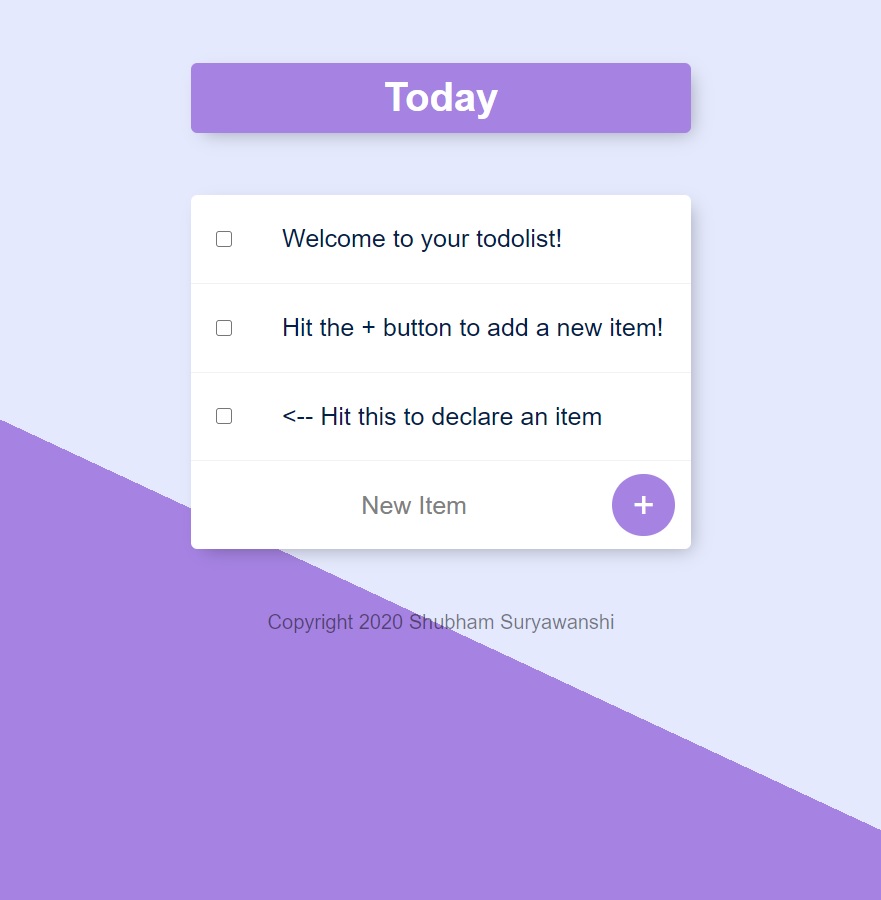 Today
Welcome to your todolist!
Hit the + button to add a new item!
<-- Hit this to declare an item
New Item
+
Copyright 2020 Shubham Suryawanshi